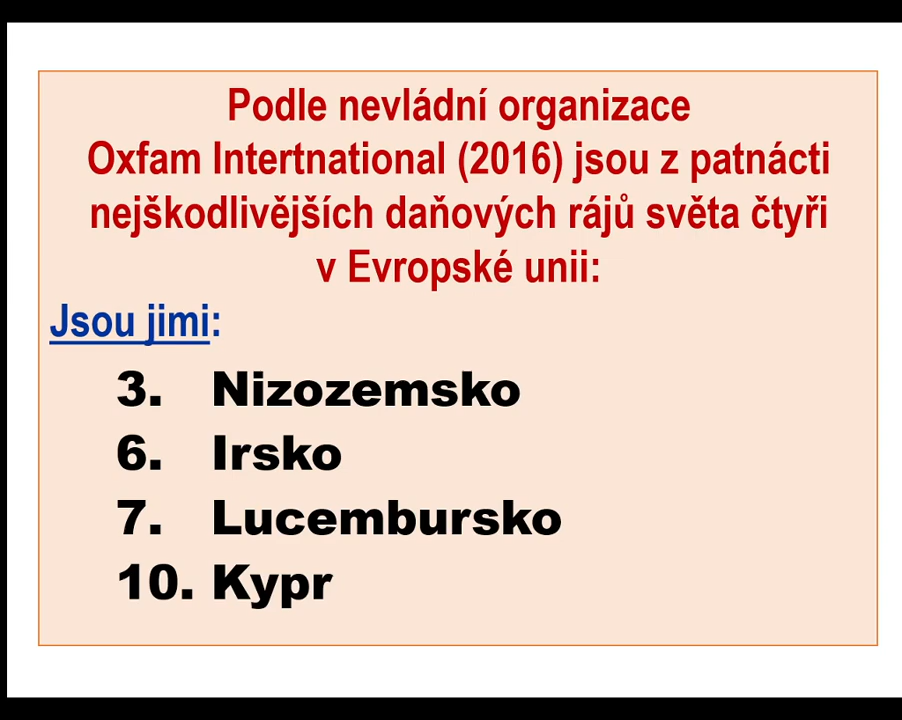 Podle nevládní organizace
Oxfam Intertnational (2016) jsou z patnácti
nejškodlivějších daňových rájů světa čtyři
v Evropské unii:
Jsou jimi:
3. Nizozemsko
6. Irsko
7. Lucembursko
10. Kypr